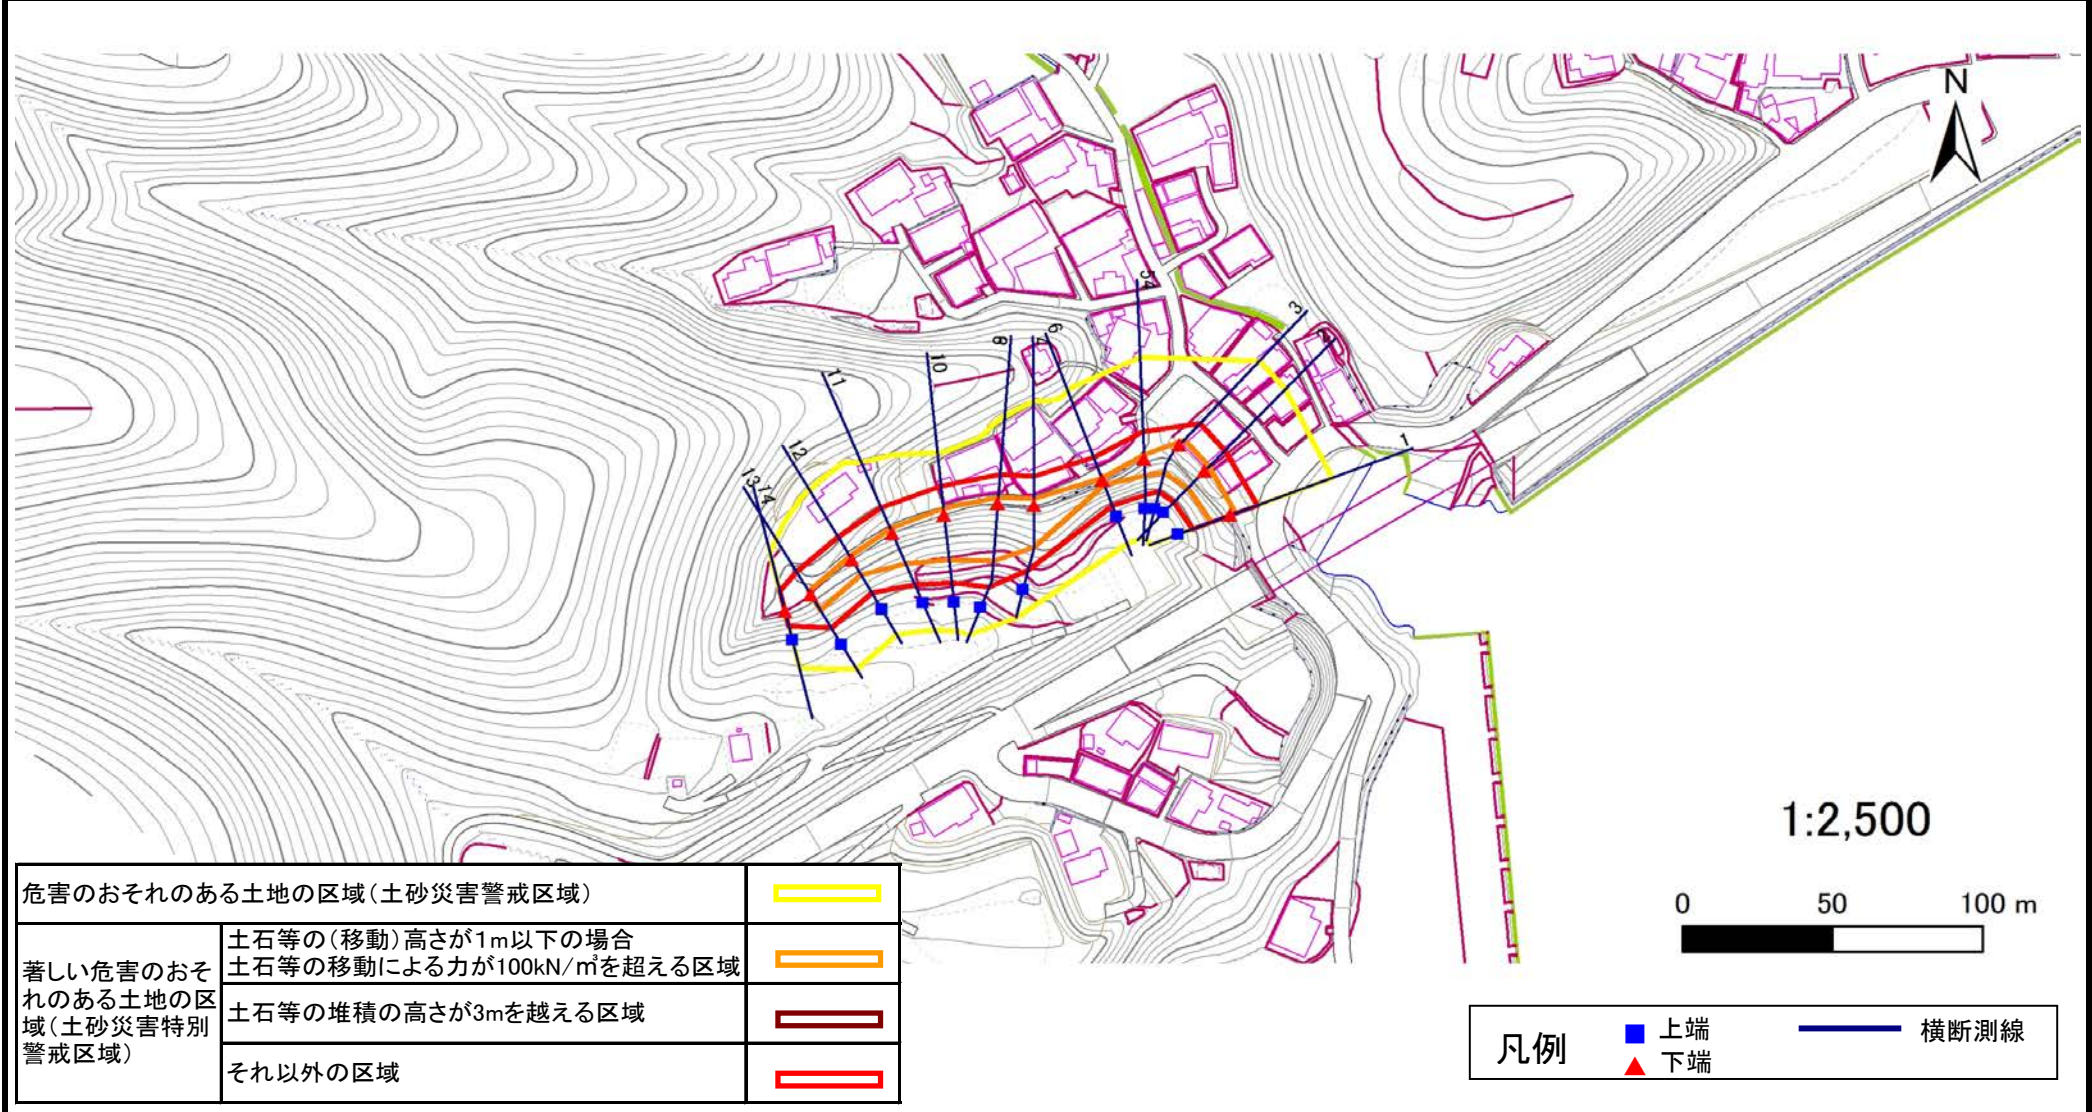 N
54
3
2
6
7
8
1
10
11
12
13
14
1:2,500
0 50 100 m
危害のおそれのある土地の区域(土砂災害警戒区域)
著しい危害のおそ
れのある土地の区
域(土砂災害特別
警戒区域)
土石等の(移動)高さが1m以下の場合
土石等の移動による力が100kN/㎥を超える区域
土石等の堆積の高さが3mを越える区域
それ以外の区域
凡例
上端
下端
横断測線